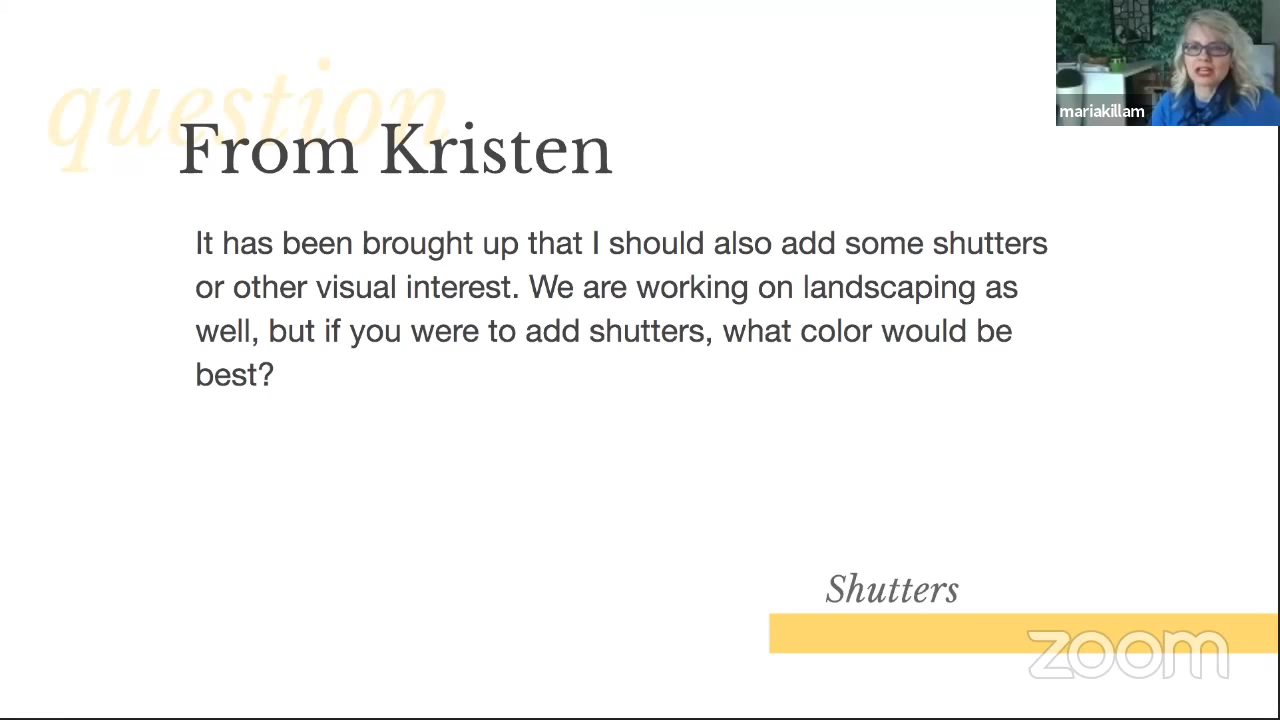 question
From Kristen
mariakillam
It has been brought up that I should also add some shutters
or other visual interest. We are working on landscaping as
well, but if you were to add shutters, what color would be
best?
Shutters
zoom